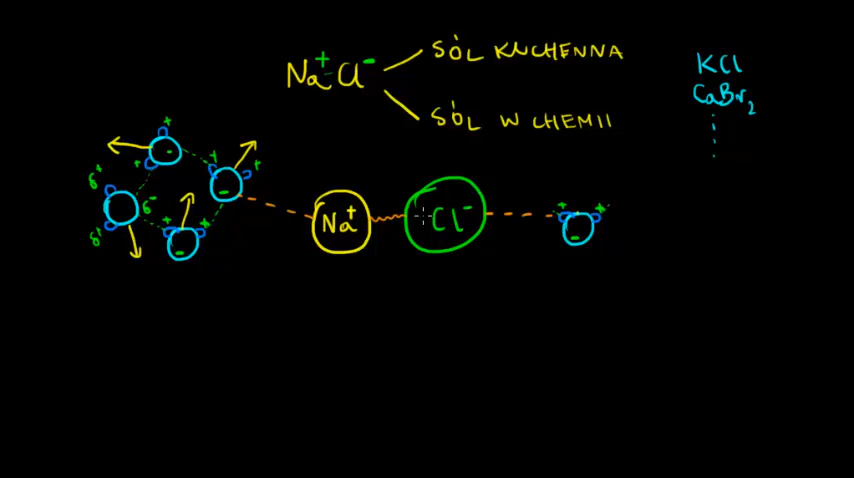 Na⁺Cl⁻
SÓL KUCHENNA
SÓL W CHEMII
KCl
CaBr₂
+
-
+
+
+
-
δ+
δ-
δ+
+
+
-
Na⁺
Cl⁻
+
+
-